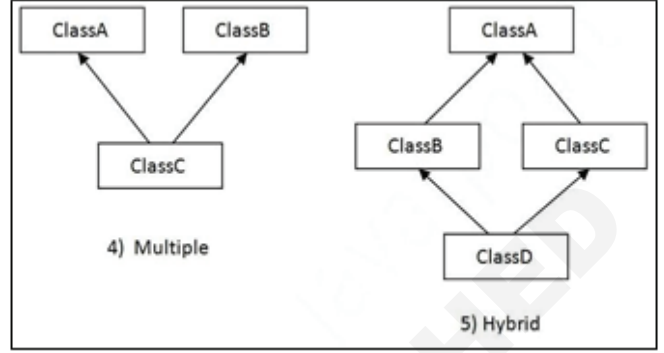 ClassA
ClassB
ClassC
4) Multiple
ClassA
ClassB
ClassC
ClassD
5) Hybrid